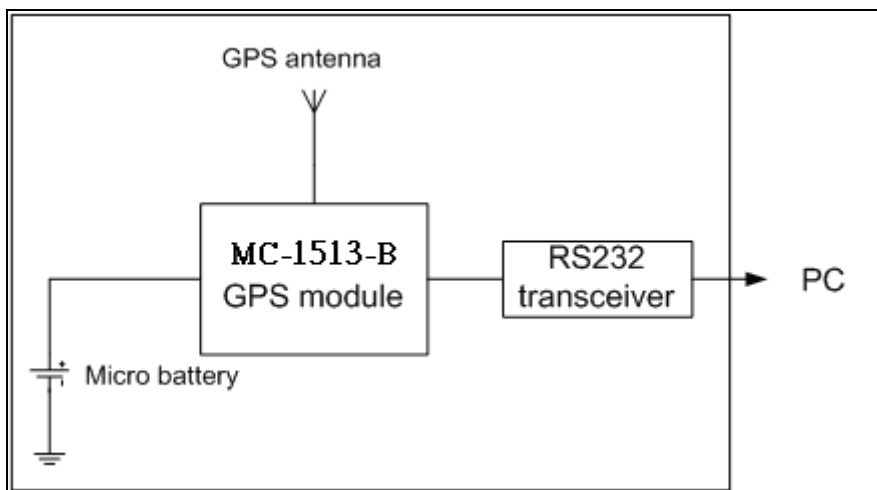 GPS antenna
MC-1513-B
GPS module
RS232
transceiver
PC
Micro battery